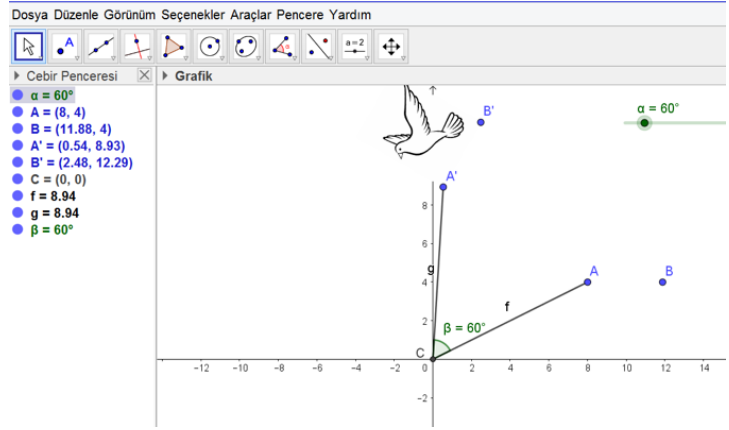 Dosya Düzenle Görünüm Seçenekler Araçlar Pencere Yardım
A
a=2
Cebir Penceresi
Grafik
α = 60°
A = (8, 4)
B = (11.88, 4)
A' = (0.54, 8.93)
B' = (2.48, 12.29)
C = (0, 0)
f = 8.94
g = 8.94
β = 60°
B'
α = 60°
A'
8
6
g
4
A
B
f
2
β = 60°
C
-12 -10 -8 -6 -4 -2 0 2 4 6 8 10 12 14
-2